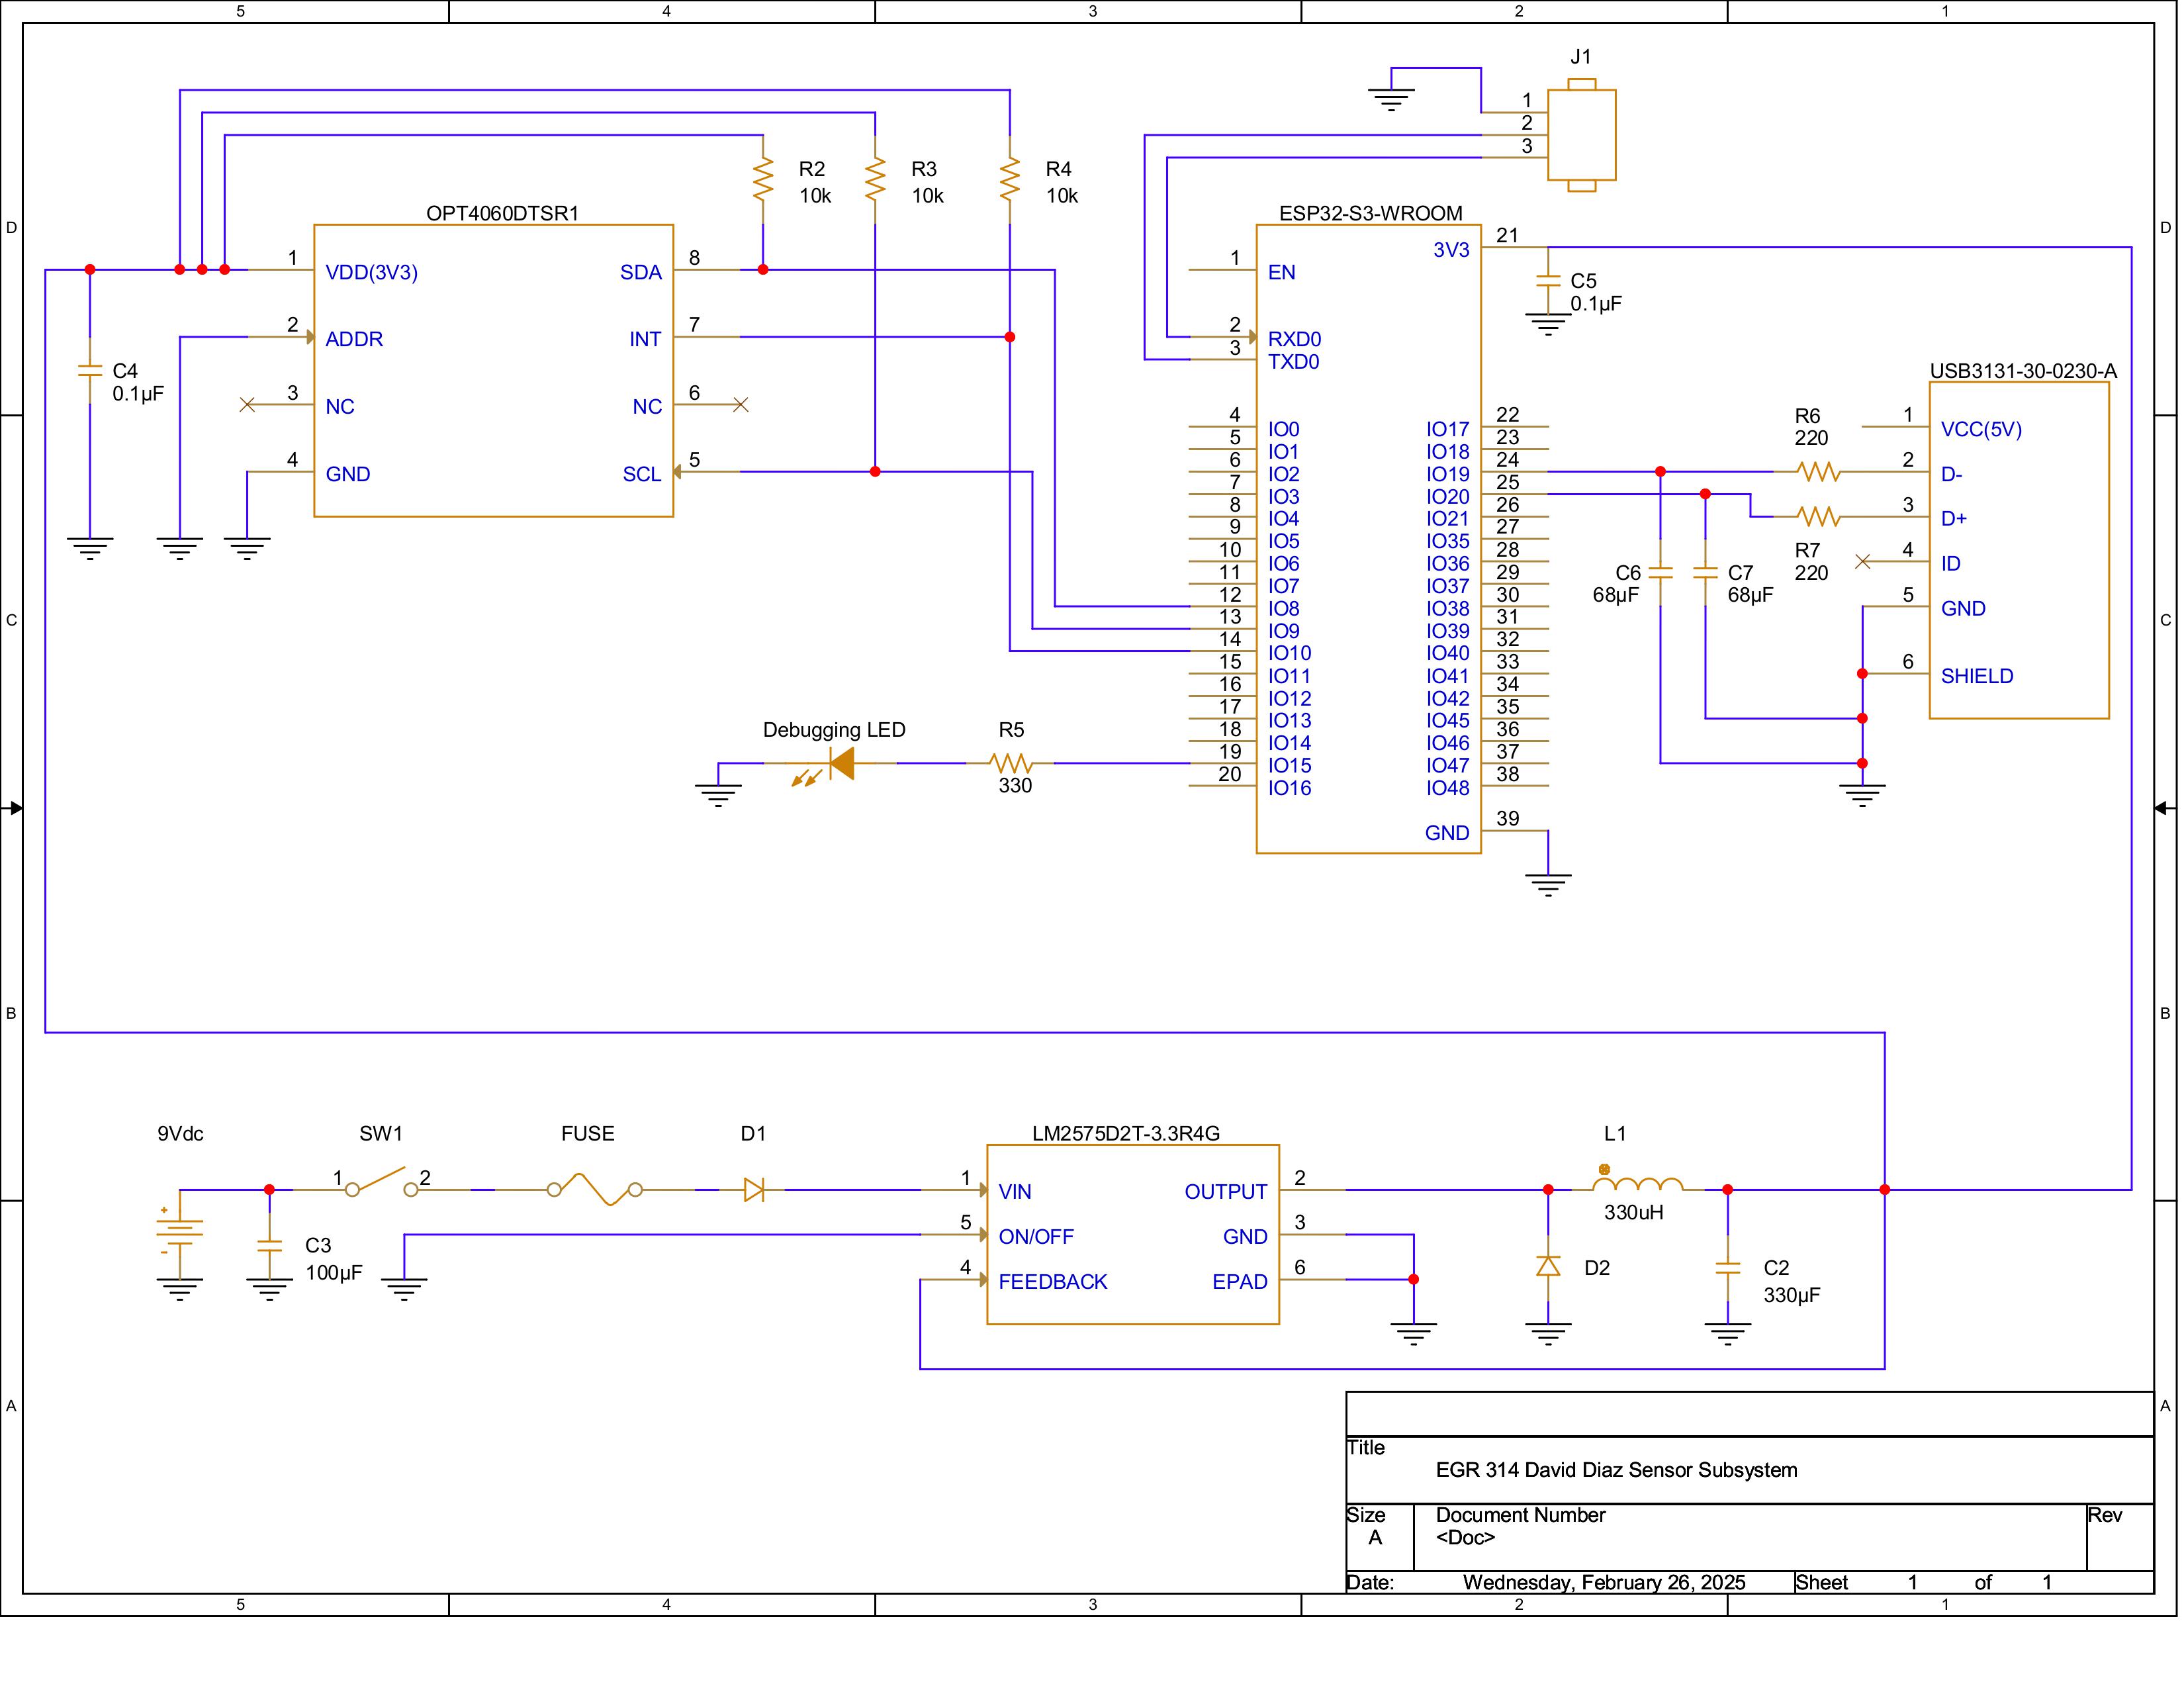 5 4 3 2 1
J1
1
2
3
R2
10k
R3
10k
R4
10k
D
D
OPT4060DTSR1
1 VDD(3V3)
2 ADDR
3 NC
4 GND
SDA 8
INT 7
NC 6
SCL 5
C4
0.1µF
ESP32-S3-WROOM
1 EN
2 RXD0
3 TXD0
4 IO0
5 IO1
6 IO2
7 IO3
8 IO4
9 IO5
10 IO6
11 IO7
12 IO8
13 IO9
14 IO10
15 IO11
16 IO12
17 IO13
18 IO14
19 IO15
20 IO16
3V3 21
IO17 22
IO18 23
IO19 24
IO20 25
IO21 26
IO35 27
IO36 28
IO37 29
IO38 30
IO39 31
IO40 32
IO41 33
IO42 34
IO45 35
IO46 36
IO47 37
IO48 38
GND 39
C5
0.1µF
USB3131-30-0230-A
1 VCC(5V)
2 D-
3 D+
4 ID
5 GND
6 SHIELD
R6
220
R7
220
C6
68µF
C7
68µF
C
C
Debugging LED
R5
330
B
B
9Vdc
+
-
SW1
1 2
FUSE
D1
C3
100µF
LM2575D2T-3.3R4G
1 VIN
5 ON/OFF
4 FEEDBACK
OUTPUT 2
GND 3
EPAD 6
L1
330uH
D2
C2
330µF
A
A
Title
EGR 314 David Diaz Sensor Subsystem
Size
A
Document Number
<Doc>
Rev
Date: Wednesday, February 26, 2025 Sheet 1 of 1
5 4 3 2 1